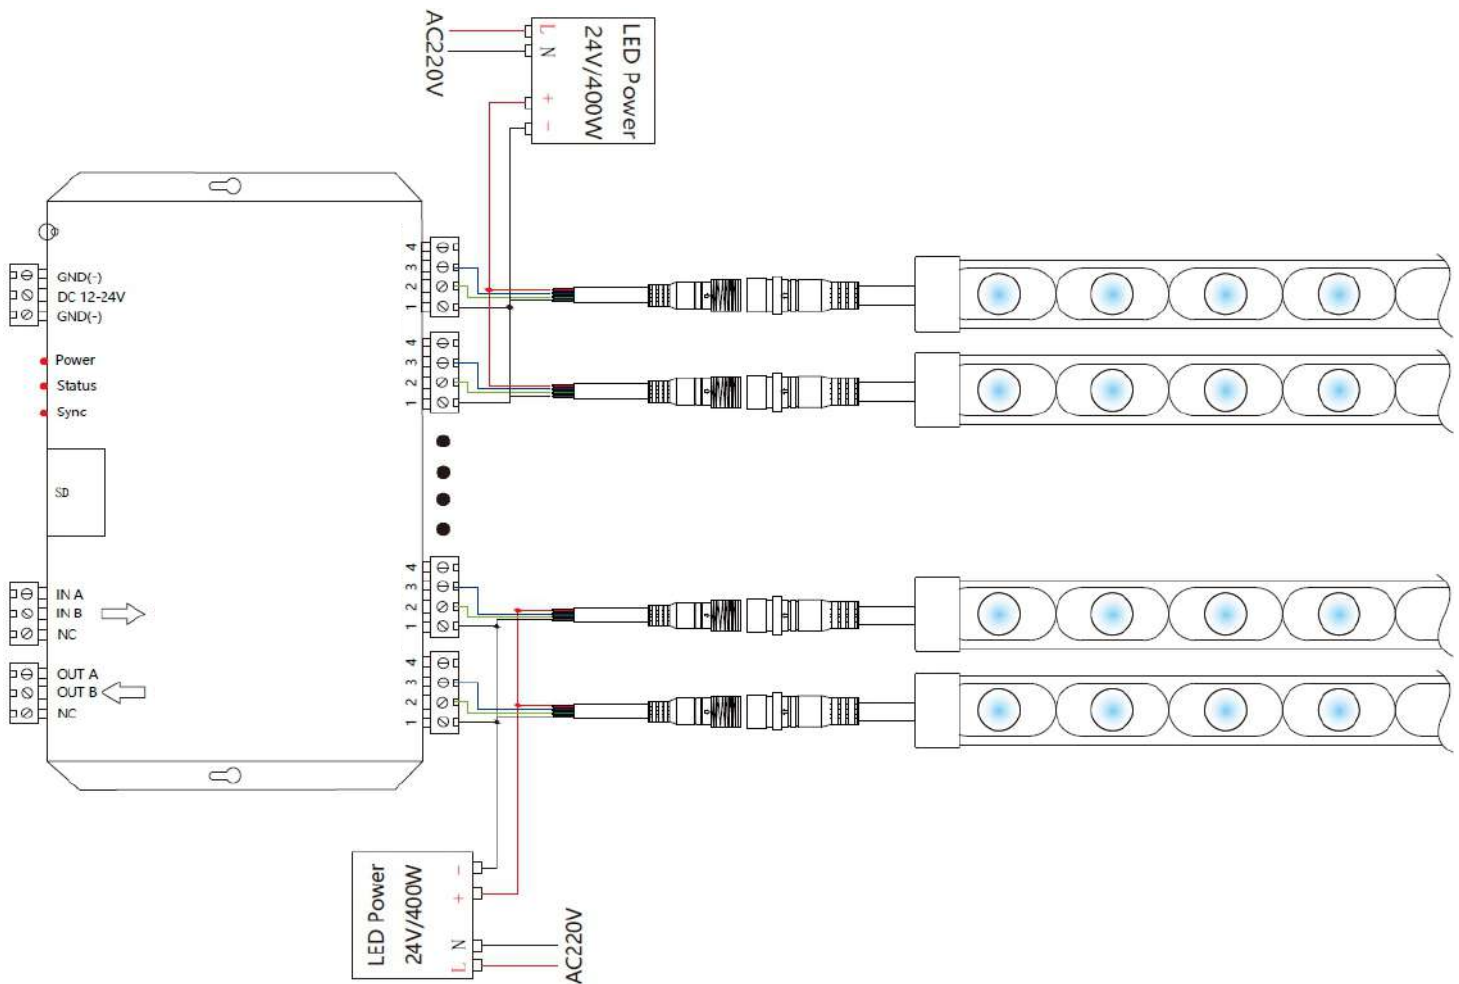 AC220V
L
N
+
-
LED Power
24V/400W
GND(-)
DC 12-24V
GND(-)
Power
Status
Sync
SD
IN A
IN B
NC
OUT A
OUT B
NC
4
3
2
1
4
3
2
1
4
3
2
1
4
3
2
1
LED Power
24V/400W
-
+
N
L
AC220V